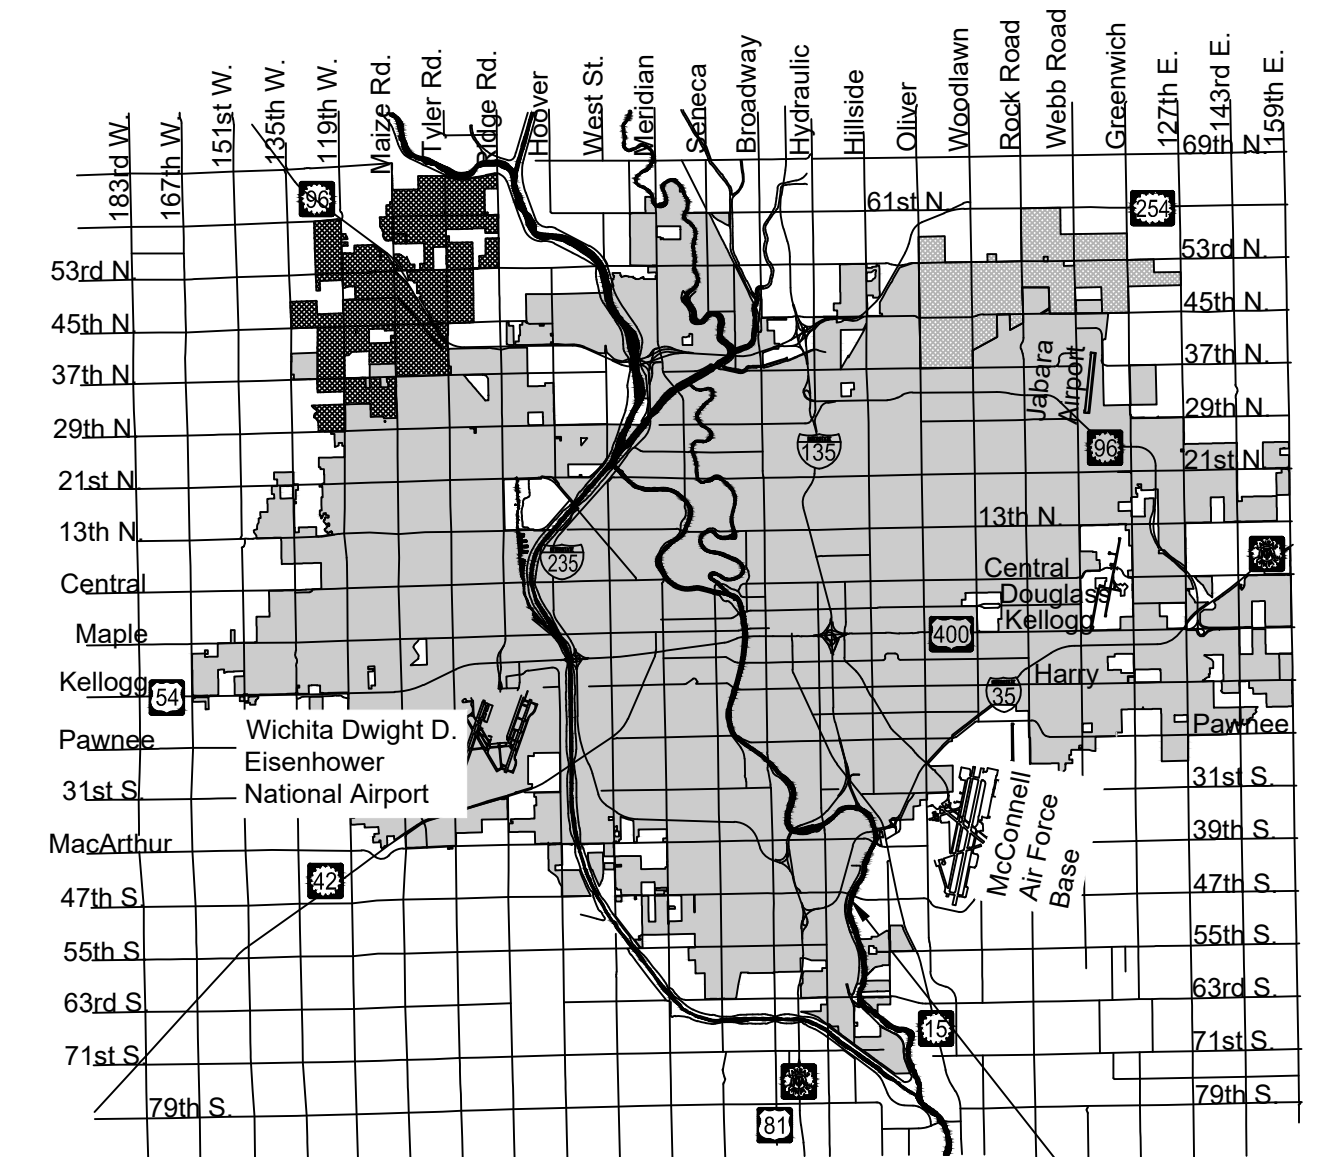 183rd W.
167th W.
151st W.
135th W.
119th W.
Maize Rd.
Tyler Rd.
Ridge Rd.
Hoover
West St.
Meridian
Seneca
Broadway
Hydraulic
Hillside
Oliver
Woodlawn
Rock Road
Webb Road
Greenwich
127th E.
143rd E.
159th E.
69th N.
96
61st N.
254
53rd N.
53rd N.
45th N.
45th N.
37th N.
37th N.
Jabara
Airport
29th N.
29th N.
135
96
21st N.
21st N.
13th N.
13th N.
235
Central
Central
Douglass
Kellogg
Maple
400
Kellogg
54
Harry
35
Pawnee
Pawnee
Wichita Dwight D.
Eisenhower
National Airport
31st S.
31st S.
McConnell
Air Force
Base
MacArthur
39th S.
42
47th S.
47th S.
55th S.
55th S.
63rd S.
63rd S.
15
71st S.
71st S.
79th S.
79th S.
81